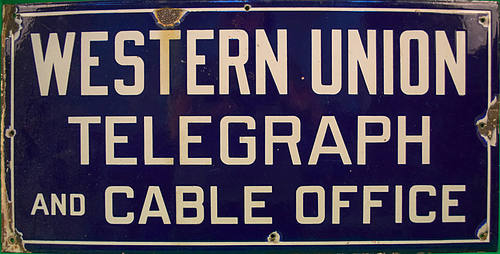 WESTERN UNION
TELEGRAPH
AND CABLE OFFICE